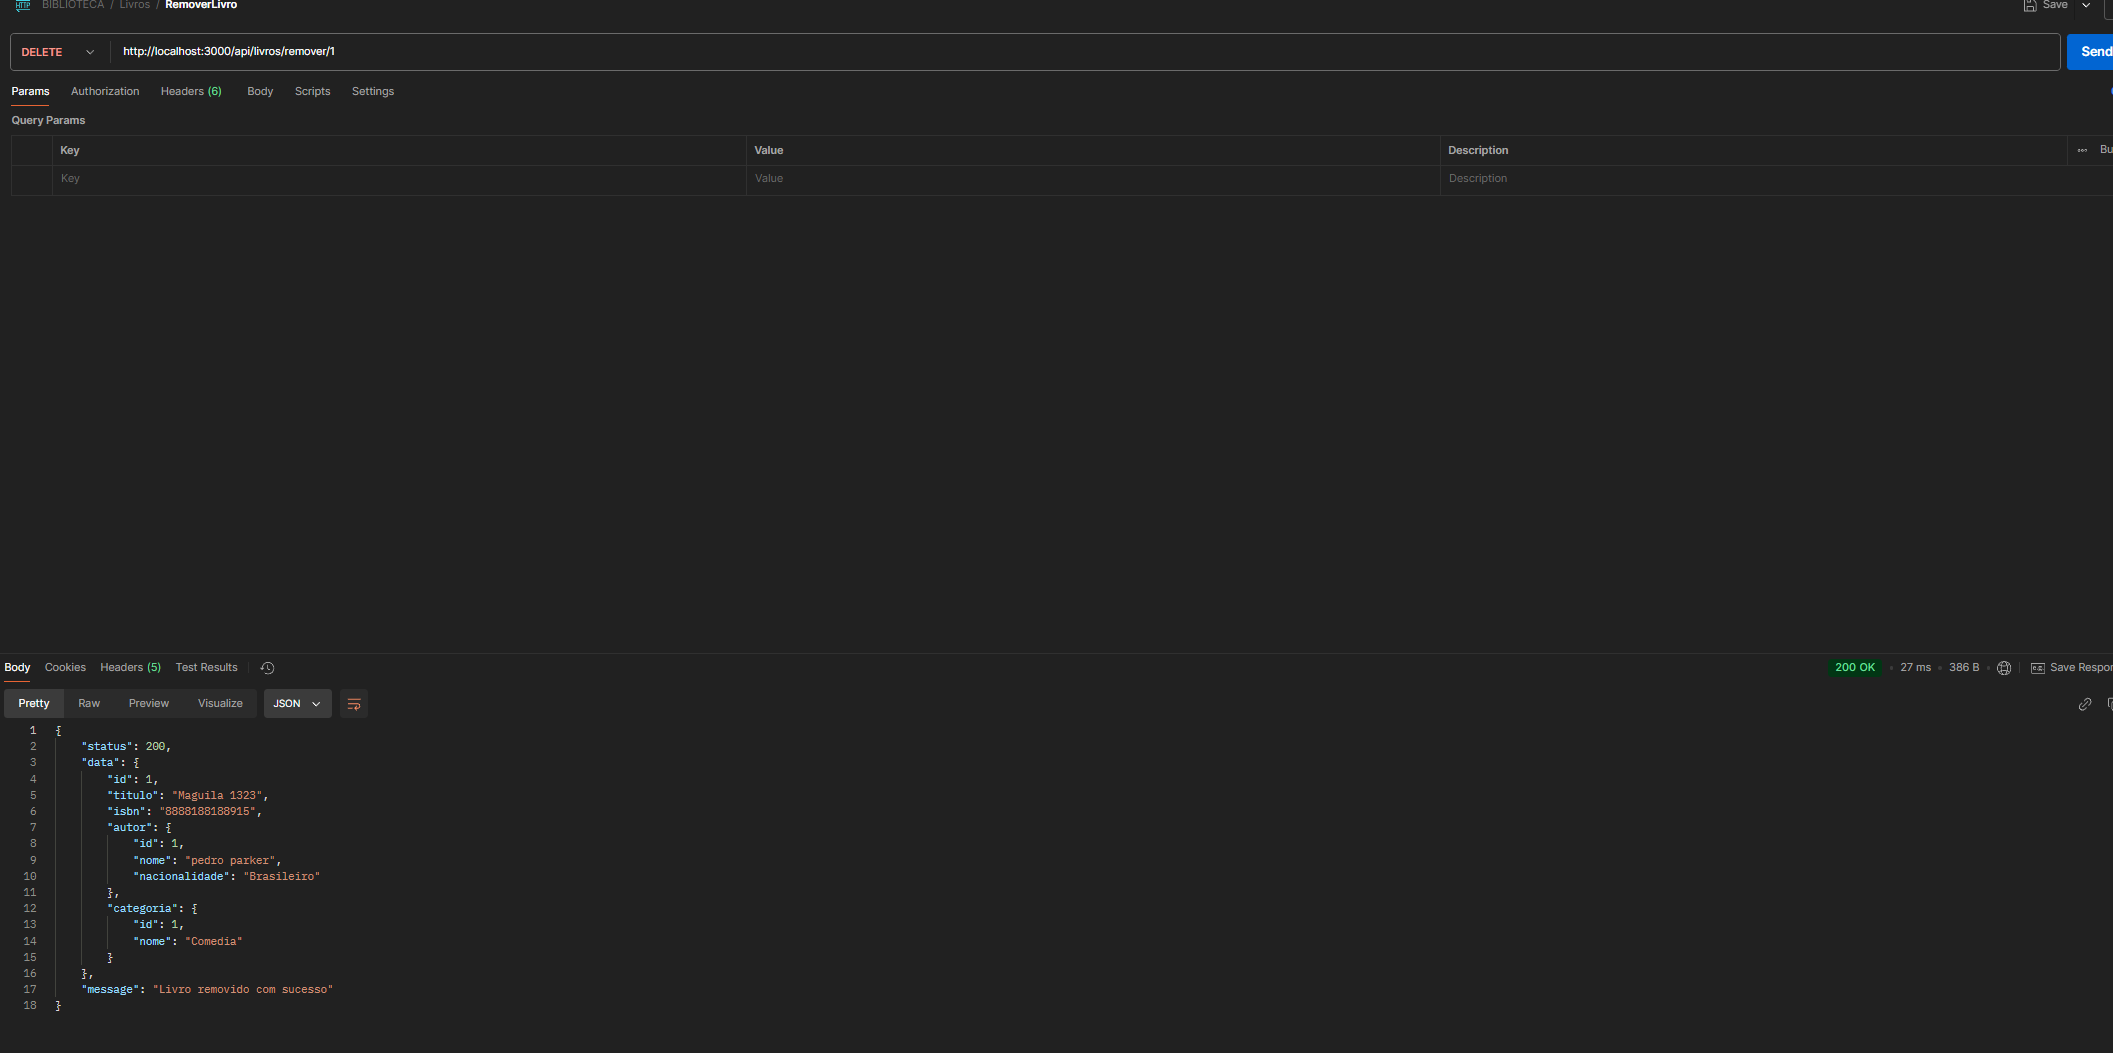 HTTP BIBLIOTECA / Livros / RemoverLivro Save
DELETE http://localhost:3000/api/livros/remover/1 Send
Params Authorization Headers (6) Body Scripts Settings
Query Params
Key Value Description
Key Value Description
Body Cookies Headers (5) Test Results 200 OK 27 ms 386 B
Pretty Raw Preview Visualize JSON
1 {
2 "status": 200,
3 "data": {
4 "id": 1,
5 "titulo": "Maguila 1323",
6 "isbn": "8888188188915",
7 "autor": {
8 "id": 1,
9 "nome": "pedro parker",
10 "nacionalidade": "Brasileiro"
11 },
12 "categoria": {
13 "id": 1,
14 "nome": "Comedia"
15 }
16 },
17 "message": "Livro removido com sucesso"
18 }